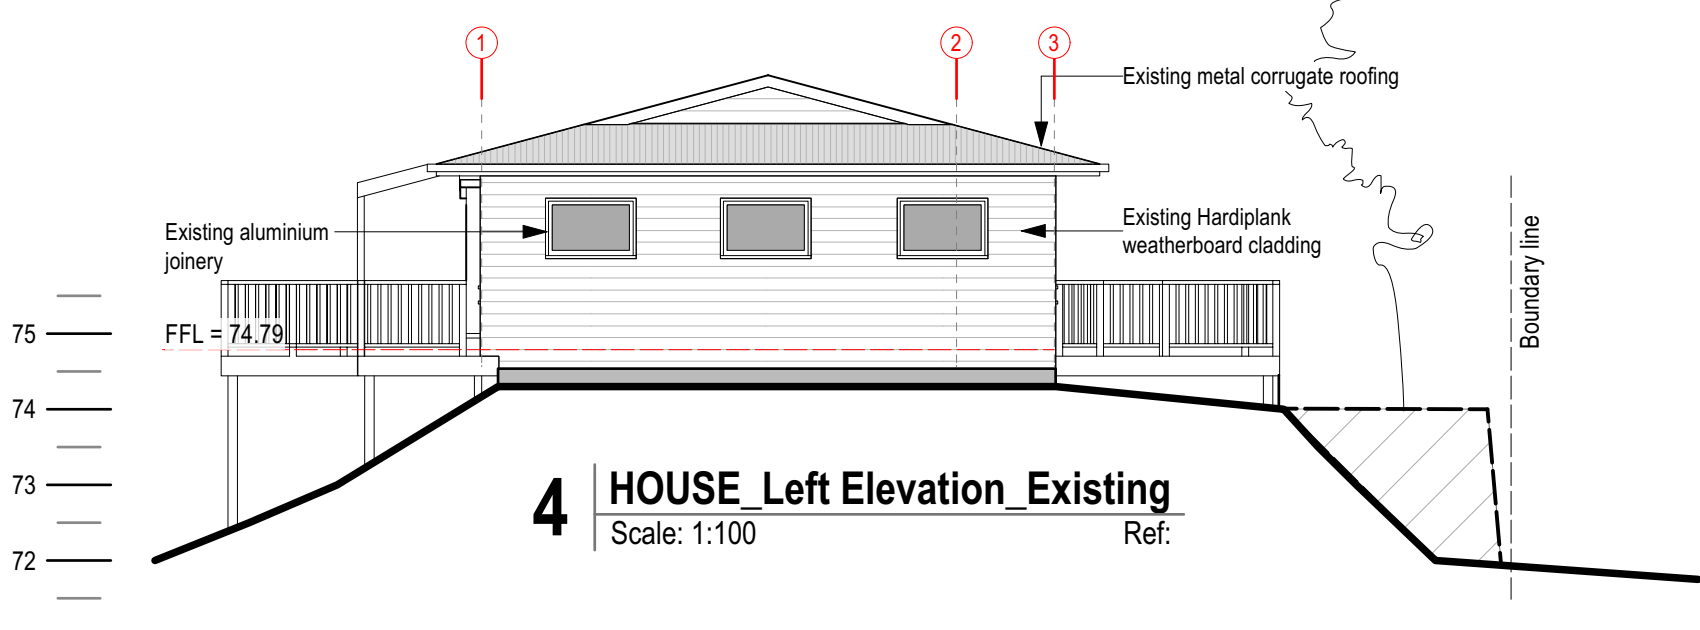 1
2
3
Existing metal corrugate roofing
Existing aluminium
joinery
Existing Hardiplank
weatherboard cladding
Boundary line
FFL = 74.79
75
74
73
72
4
HOUSE_Left Elevation_Existing
Scale: 1:100
Ref: